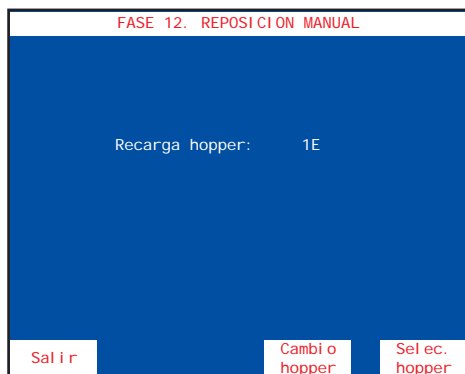 FASE 12. REPOSICION MANUAL
Recarga hopper: 1E
Salir
Cambio
hopper
Selec.
hopper